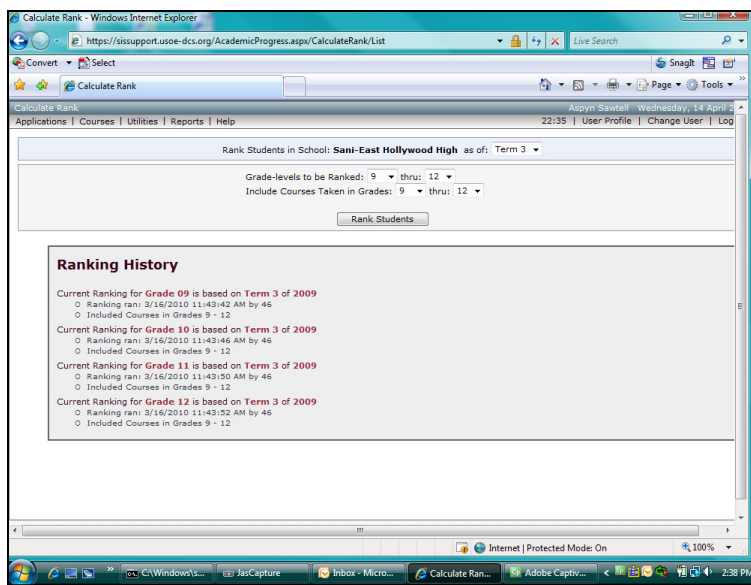 Calculate Rank - Windows Internet Explorer
https://sissupport.usoe-dcs.org/AcademicProgress.aspx/CalculateRank/List
Live Search
Convert Select
SnagIt
Calculate Rank
Page Tools
Calculate Rank Aspyn Sawtell Wednesday, 14 April
Applications | Courses | Utilities | Reports | Help 22:35 | User Profile | Change User | Log
Rank Students in School: Sani-East Hollywood High as of: Term 3
Grade-levels to be Ranked: 9 thru: 12
Include Courses Taken in Grades: 9 thru: 12
Rank Students
Ranking History
Current Ranking for Grade 09 is based on Term 3 of 2009
Ranking ran: 3/16/2010 11:43:42 AM by 46
Included Courses in Grades 9 - 12
Current Ranking for Grade 10 is based on Term 3 of 2009
Ranking ran: 3/16/2010 11:43:46 AM by 46
Included Courses in Grades 9 - 12
Current Ranking for Grade 11 is based on Term 3 of 2009
Ranking ran: 3/16/2010 11:43:50 AM by 46
Included Courses in Grades 9 - 12
Current Ranking for Grade 12 is based on Term 3 of 2009
Ranking ran: 3/16/2010 11:43:52 AM by 46
Included Courses in Grades 9 - 12
Internet | Protected Mode: On 100%
C:\Windows\s... JasCapture Inbox - Micro... Calculate Ran... Adobe Captiv... 2:38 PM